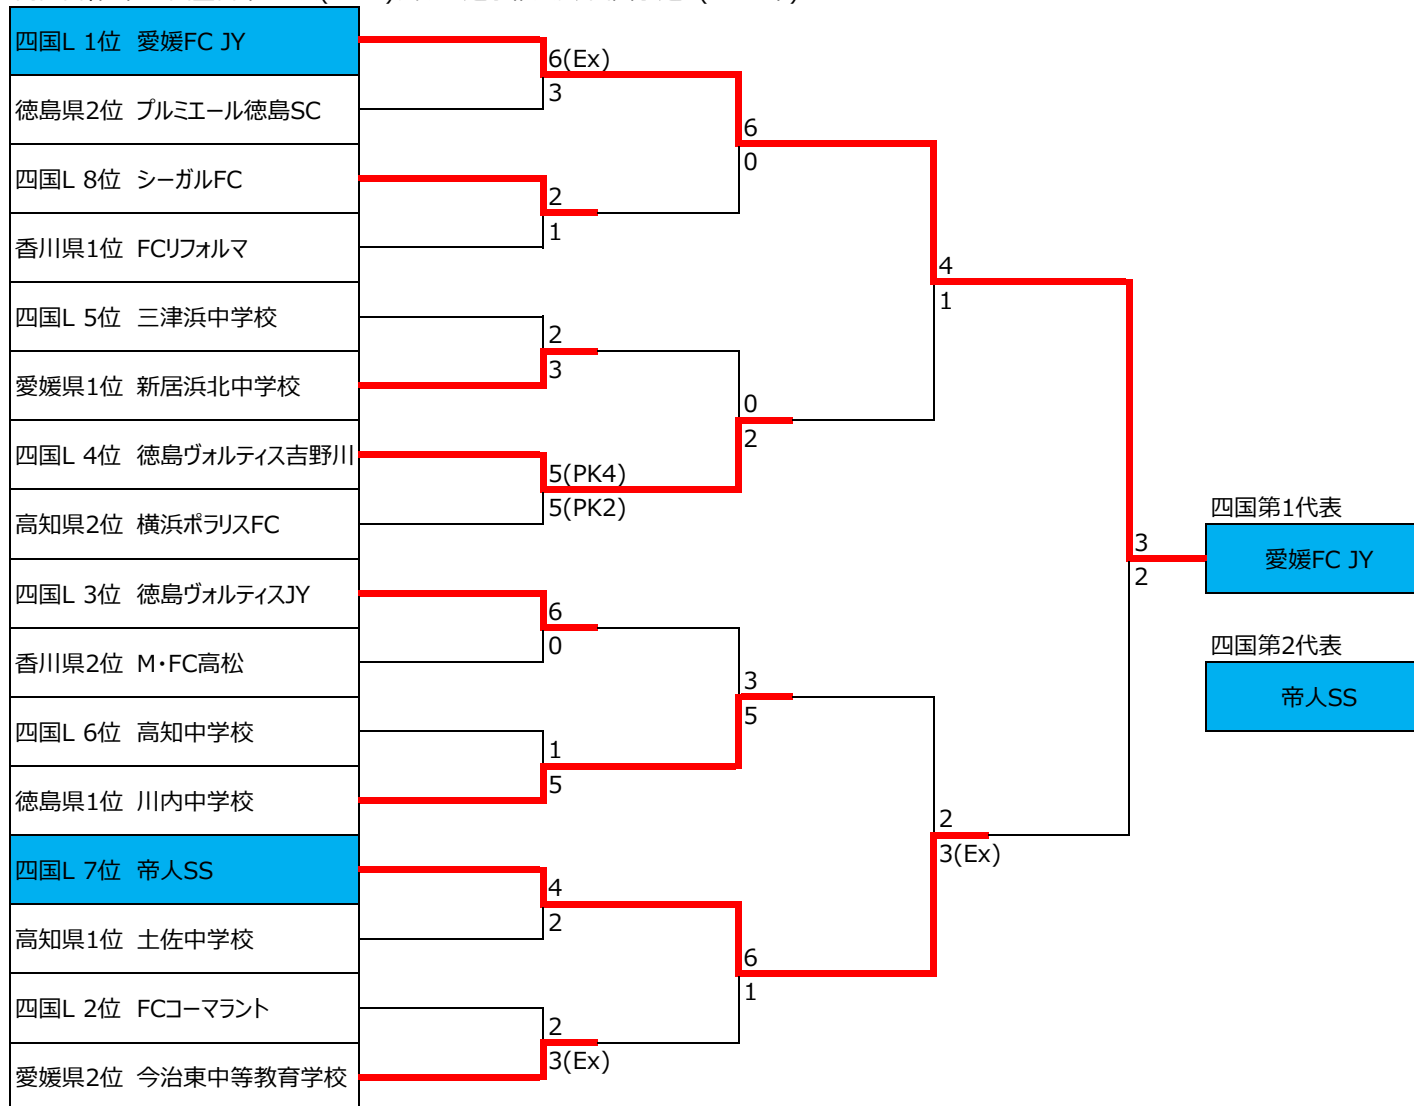 四国L 1位 愛媛FC JY
徳島県2位 プルミエール徳島SC
四国L 8位 シーガルFC
香川県1位 FCリフォルマ
四国L 5位 三津浜中学校
愛媛県1位 新居浜北中学校
四国L 4位 徳島ヴォルティス吉野川
高知県2位 横浜ポラリスFC
四国L 3位 徳島ヴォルティスJY
香川県2位 M・FC高松
四国L 6位 高知中学校
徳島県1位 川内中学校
四国L 7位 帝人SS
高知県1位 土佐中学校
四国L 2位 FCコーマラント
愛媛県2位 今治東中等教育学校
6(Ex)
3
2
1
2
3
5(PK4)
5(PK2)
6
0
1
5
4
2
2
3(Ex)
6
0
0
2
3
5
6
1
4
1
2
3(Ex)
3
2
四国第1代表
愛媛FC JY
四国第2代表
帝人SS